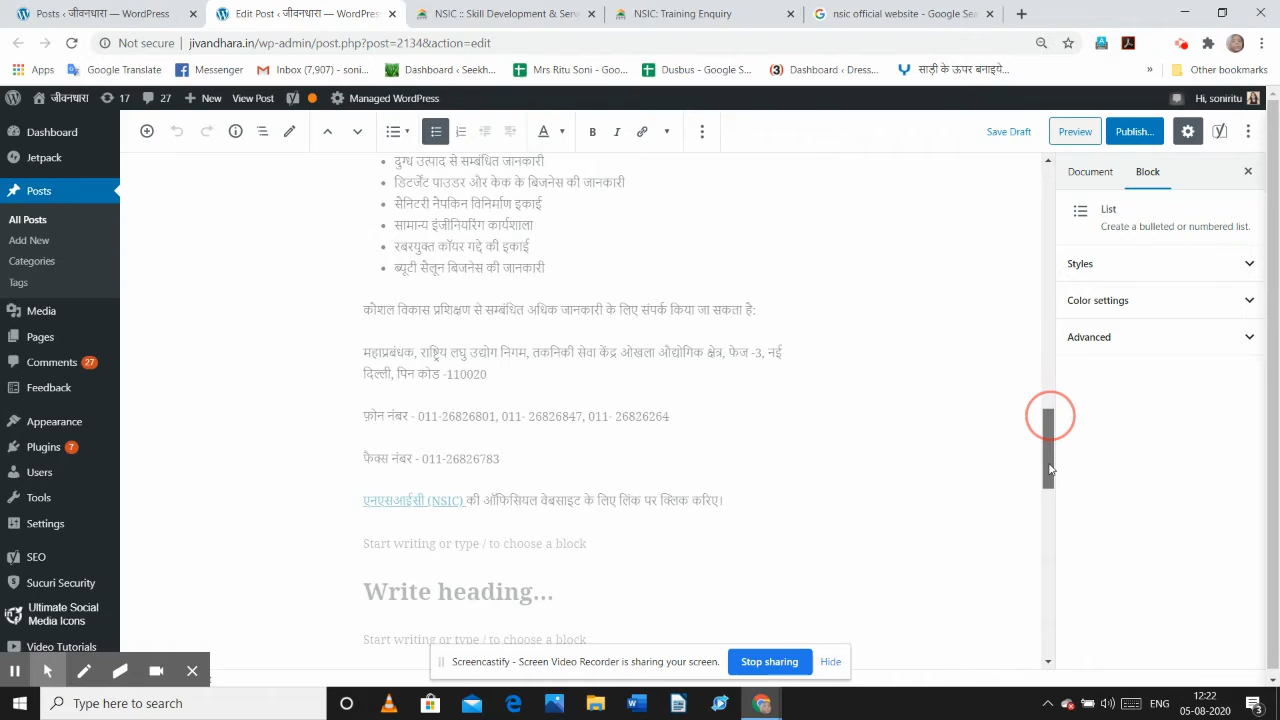 Edit Post
Edit Post
Development & Serve
NSIC Training Enquiry
nsic official website - Google Sea
Not secure
jivandhara.in/wp-admin/post.php?post=2134&action=edit
Apps
Google Translate
Messenger
Inbox (7,907) - soni...
Dashboard ‹ Seekh...
Mrs Ritu Soni - Goo...
Dusbus - Google S...
Dashboard ‹ Dress...
साड़ी के ऊपर बनाइपे...
»
Other bookmarks
जीवनधारा
17
27
New
View Post
Managed WordPress
Hi, soniritu
Dashboard
Jetpack
Posts
All Posts
Add New
Categories
Tags
Media
Pages
Comments 27
Feedback
Appearance
Plugins 7
Users
Tools
Settings
SEO
Sucuri Security
Ultimate Social
Media Icons
Video Tutorials
A
B
I
Save Draft
Preview
Publish...
दुग्ध उत्पाद से सम्बंधित जानकारी
डिटर्जेंट पाउडर और केक के बिजनेस की जानकारी
सैनिटरी नैपकिन विनिर्माण इकाई
सामान्य इंजीनियरिंग कार्यशाला
रबरयुक्त कॉयर गद्दे की इकाई
ब्यूटी सैलून बिजनेस की जानकारी
कौशल विकास प्रशिक्षण से सम्बंधित अधिक जानकारी के लिए संपर्क किया जा सकता है:
महाप्रबंधक, राष्ट्रिय लघु उद्योग निगम, तकनिकी सेवा केंद्र ओखला औद्योगिक क्षेत्र, फेज -3, नई
दिल्ली, पिन कोड -110020
फ़ोन नंबर - 011-26826801, 011- 26826847, 011- 26826264
फैक्स नंबर - 011-26826783
एनएसआईसी (NSIC) की ऑफिसियल वेबसाइट के लिए लिंक पर क्लिक करिए।
Start writing or type / to choose a block
Write heading...
Start writing or type / to choose a block
Document
Block
List
Create a bulleted or numbered list.
Styles
Color settings
Advanced
Screencastify - Screen Video Recorder is sharing your screen.
Stop sharing
Hide
Type here to search
ENG
12:22
05-08-2020
3